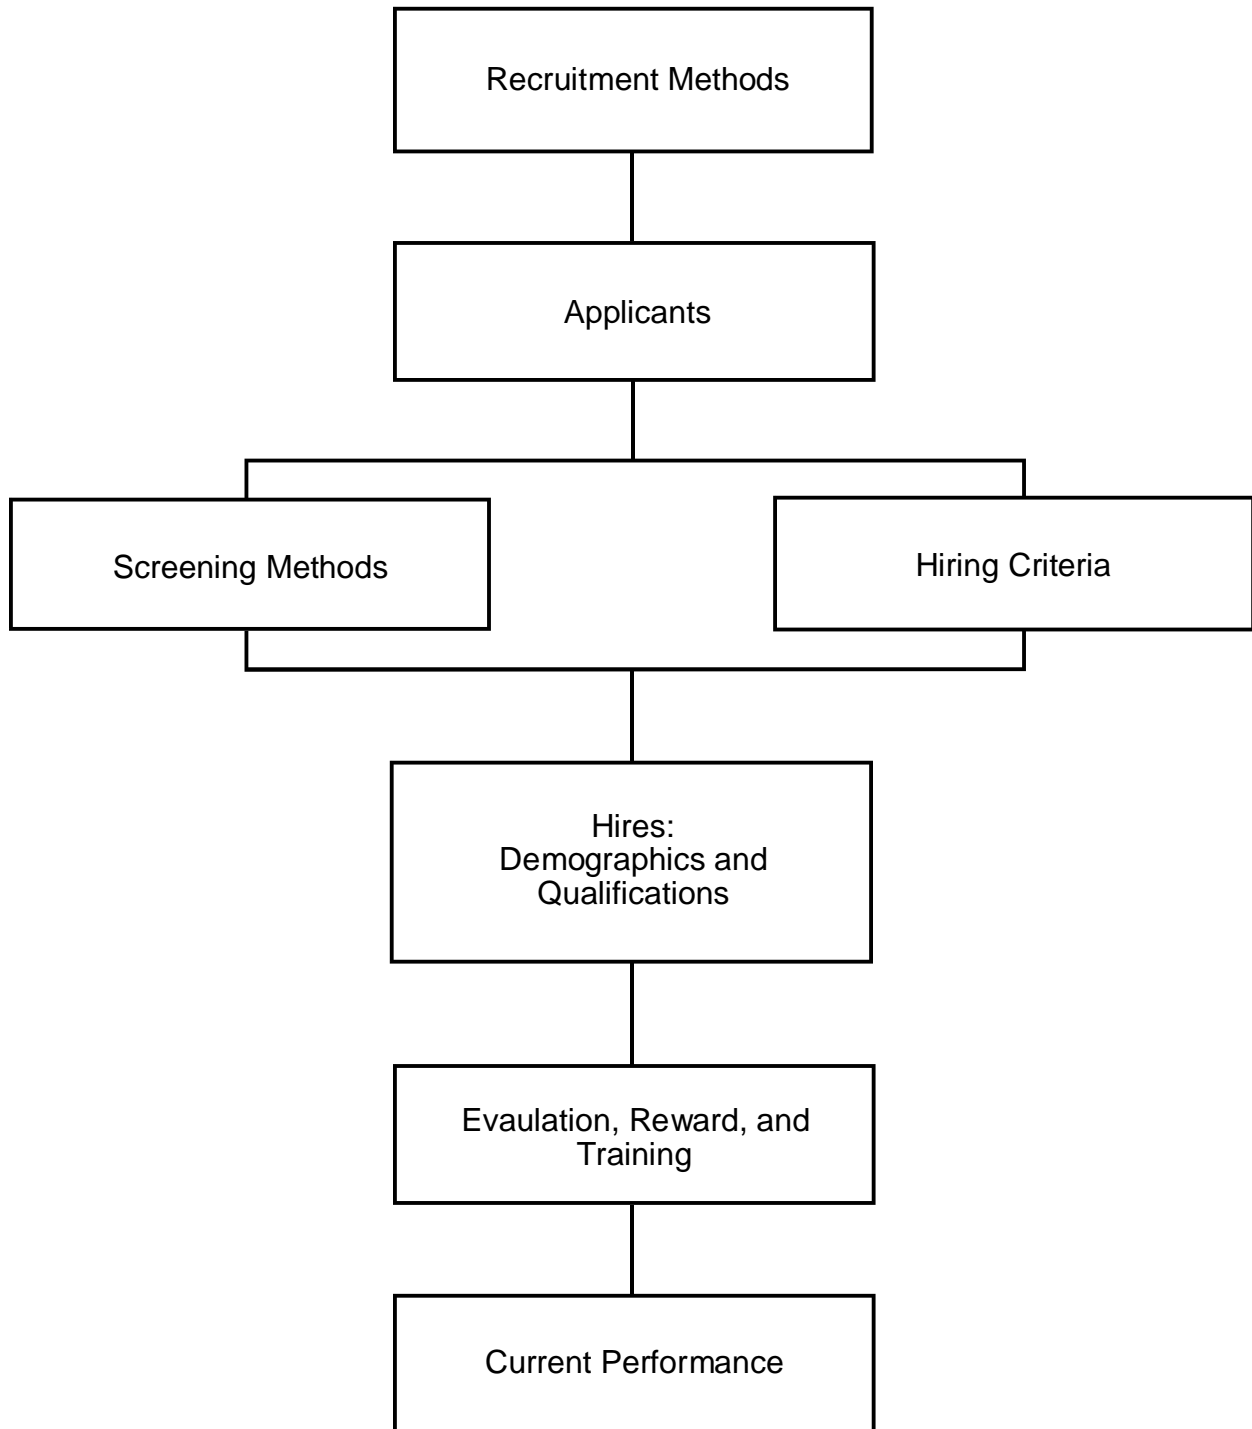 Recruitment Methods
Applicants
Screening Methods
Hiring Criteria
Hires:
Demographics and
Qualifications
Evaulation, Reward, and
Training
Current Performance